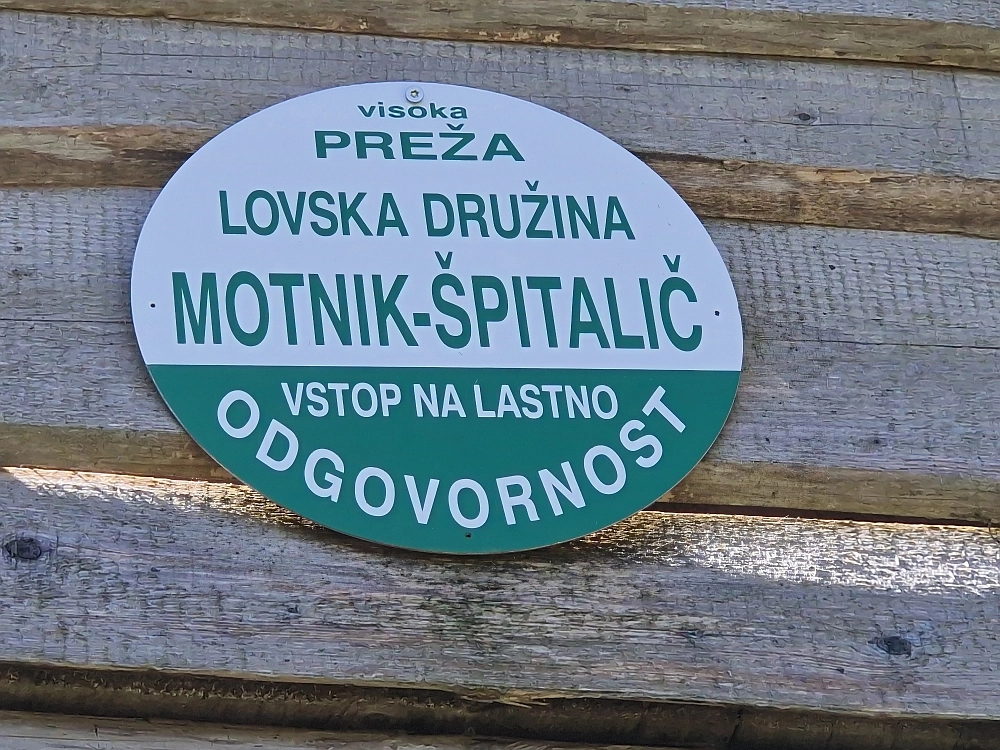 visoka
PREŽA
LOVSKA DRUŽINA
MOTNIK-ŠPITALIČ
VSTOP NA LASTNO
ODGOVORNOST